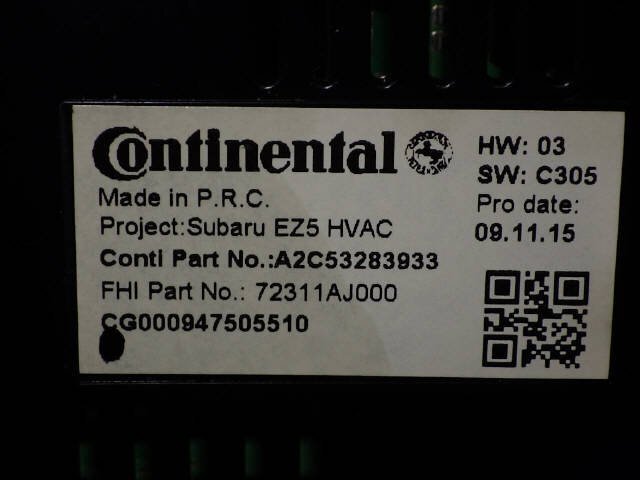 Continental
Made in P.R.C.
Project:Subaru EZ5 HVAC
Conti Part No.:A2C53283933
FHI Part No.: 72311AJ000
CG000947505510
HW: 03
SW: C305
Pro date:
09.11.15